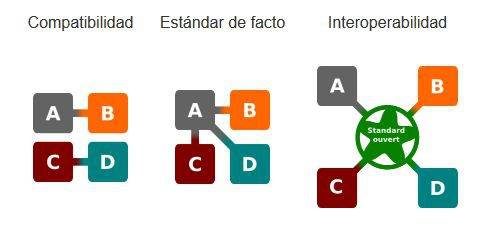 Compatibilidad
Estándar de facto
Interoperabilidad
A B
C D
A B
C D
A B
Standard
ouvert
C D